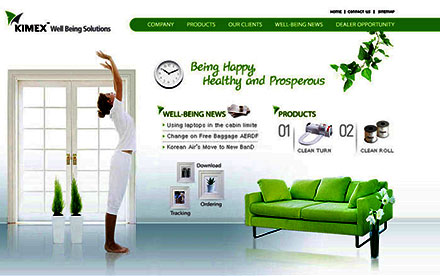 Home | Contact us | Sitemap
KIMEX™ Well Being Solutions
COMPANY PRODUCTS OUR CLIENTS WELL-BEING NEWS DEALER OPPORTUNITY
Being Happy,
Healthy and Prosperous
WELL-BEING NEWS
Using laptops in the cabin limite
Change on Free Baggage AERDF
Korean Air's Move to New BanD
PRODUCTS
01 CLEAN TURN
02 CLEAN ROLL
Download
Ordering
Tracking